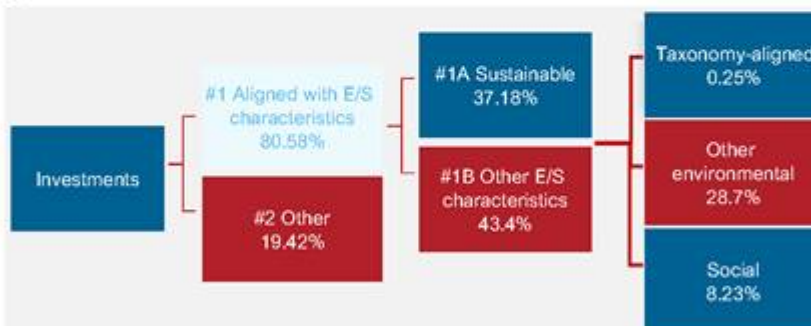 Investments
#1 Aligned with E/S
characteristics
80.58%
#2 Other
19.42%
#1A Sustainable
37.18%
#1B Other E/S
characteristics
43.4%
Taxonomy-aligned
0.25%
Other
environmental
28.7%
Social
8.23%